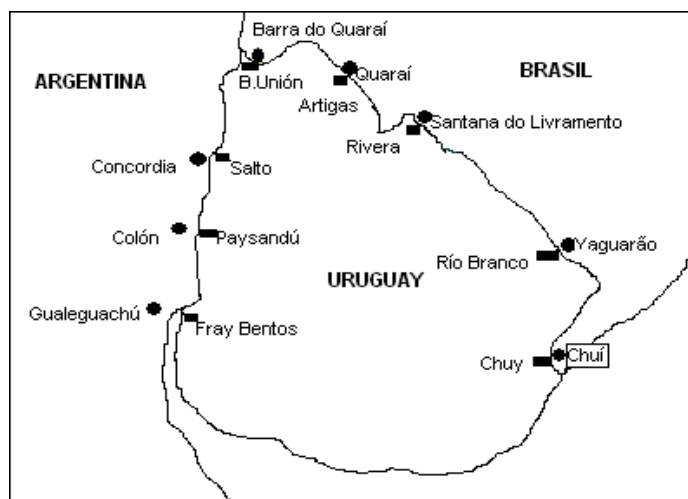 Barra do Quaraí
ARGENTINA
BRASIL
B.Unión
Quaraí
Artigas
Santana do Livramento
Rivera
Concordia
Salto
Colón
Paysandú
Yaguarão
Río Branco
URUGUAY
Gualeguachú
Fray Bentos
Chuy
Chuí